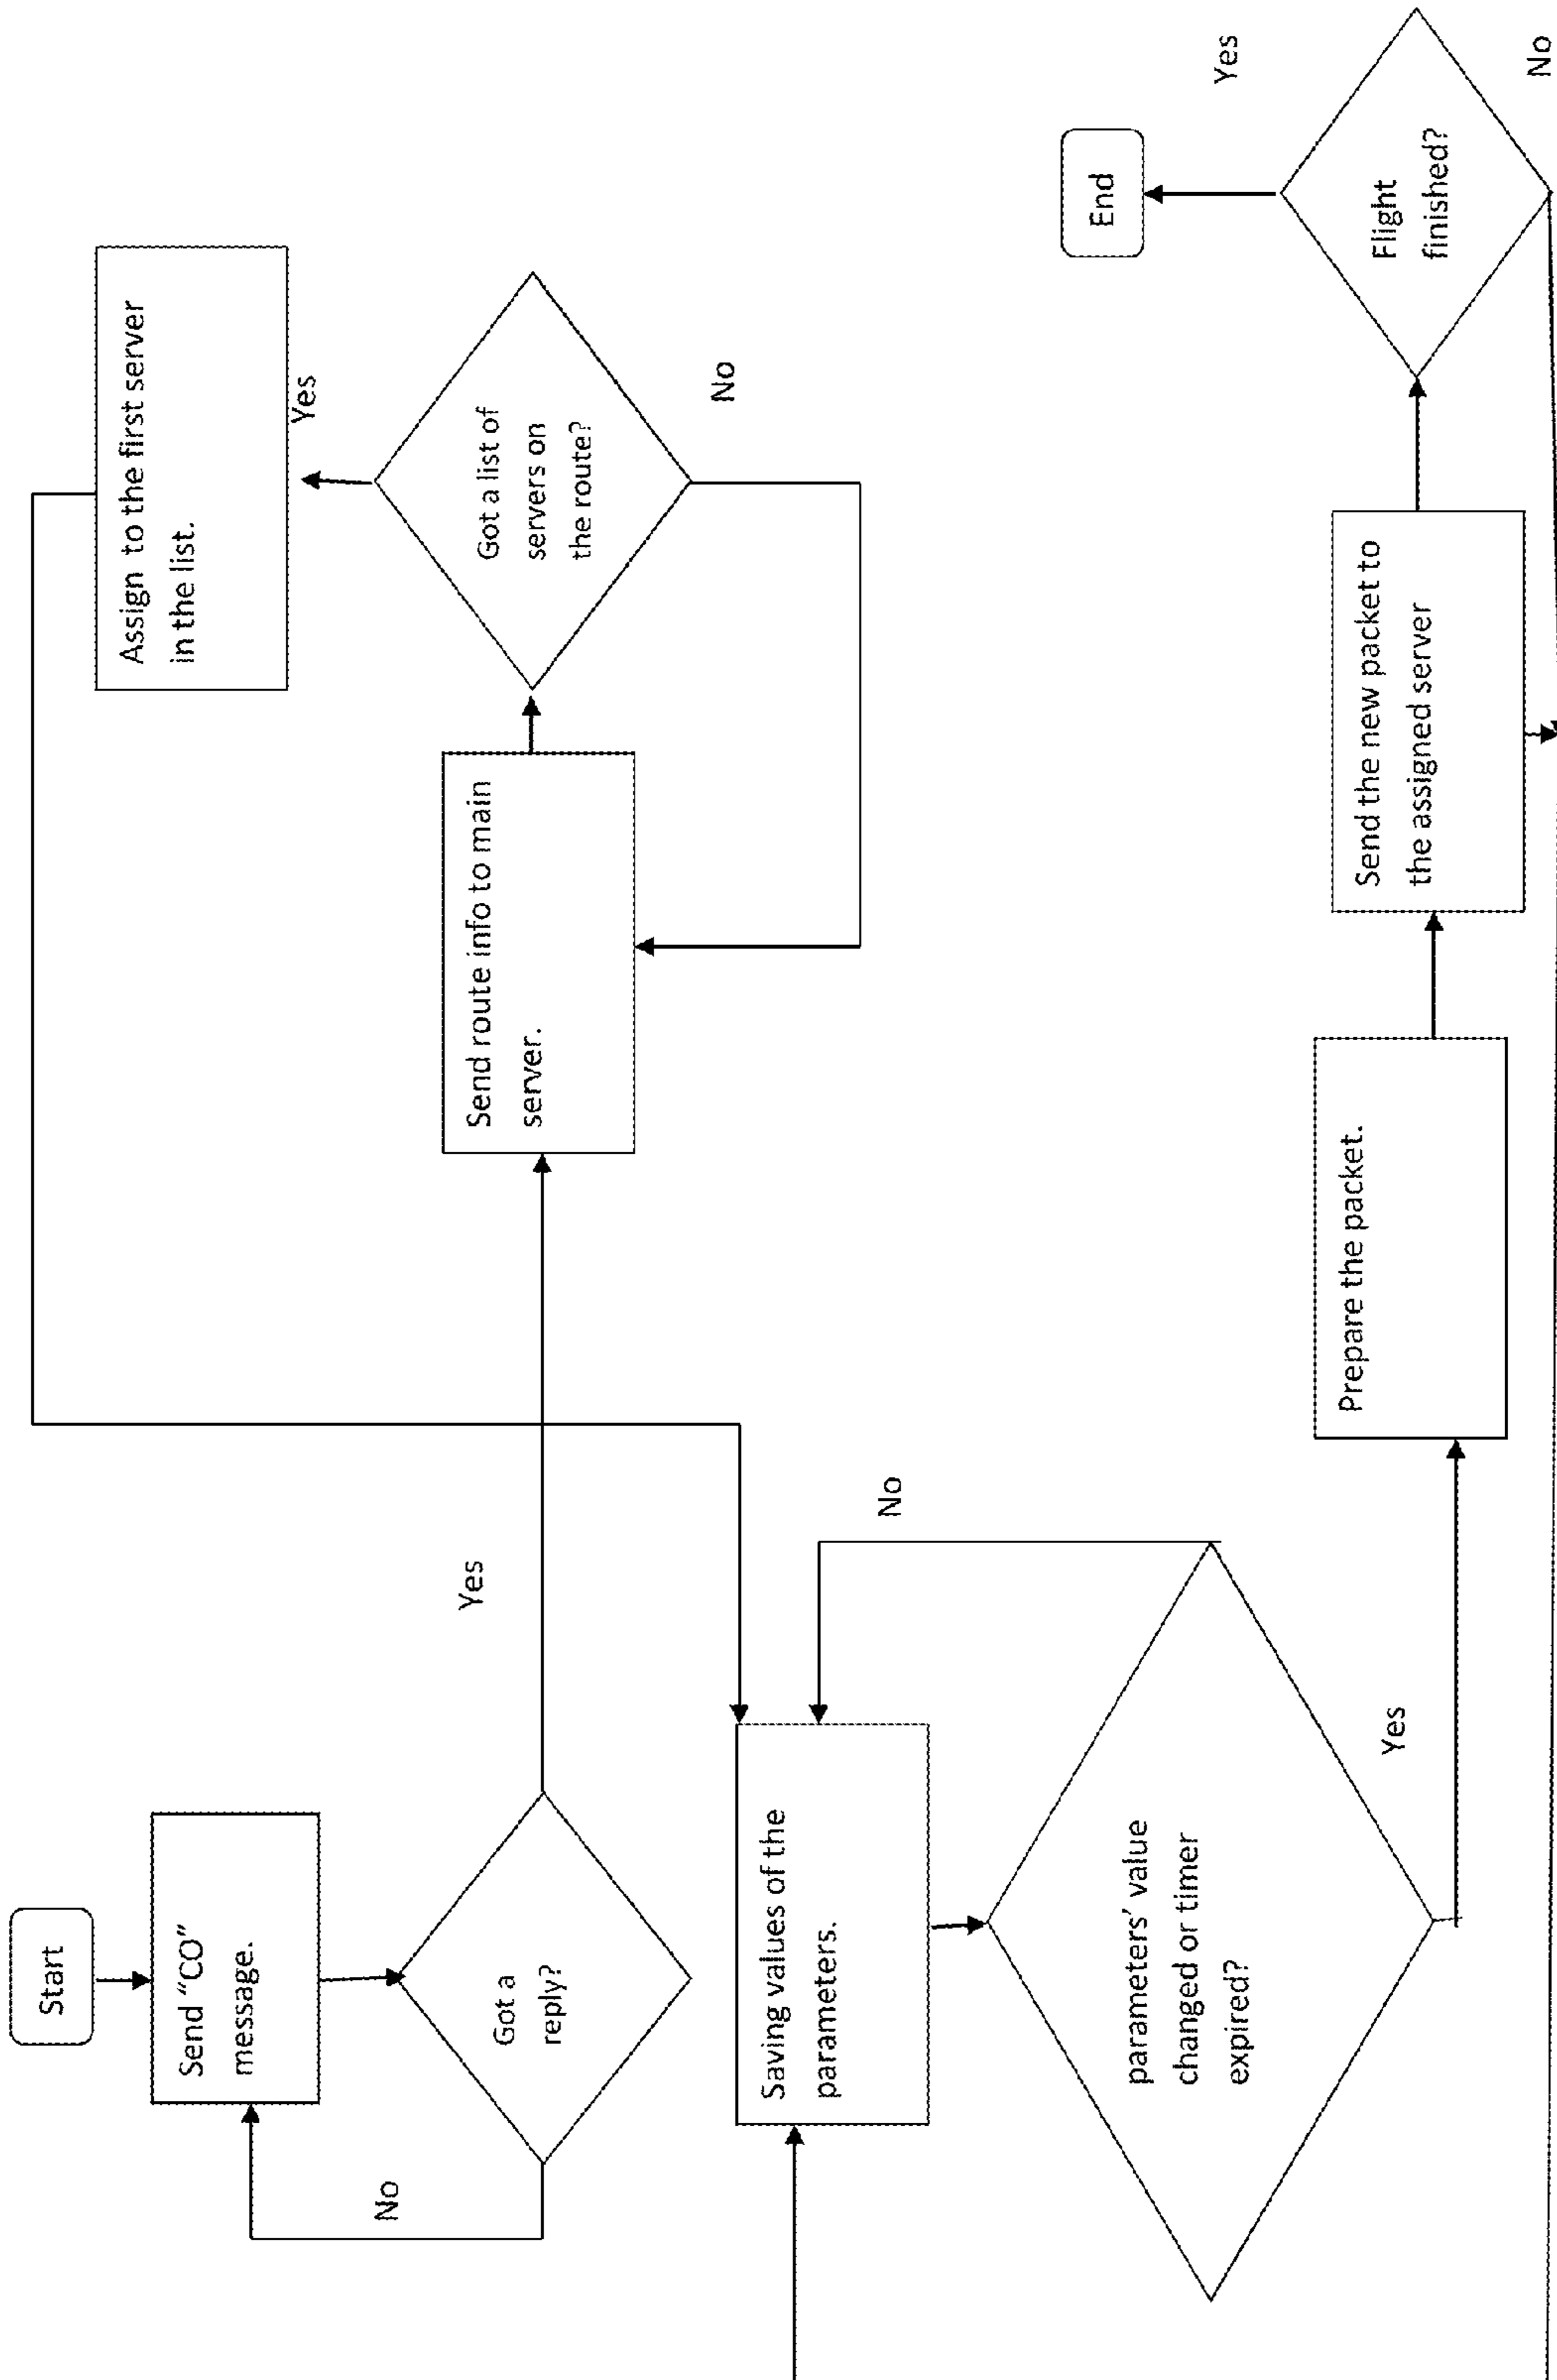 Start
Send “CO”
message.
Got a
reply?
No
Yes
Send route info to main
server.
Got a list of
servers on
the route?
No
Yes
Assign to the first server
in the list.
Saving values of the
parameters.
parameters’ value
changed or timer
expired?
No
Yes
Prepare the packet.
Send the new packet to
the assigned server
Flight
finished?
Yes
No
End